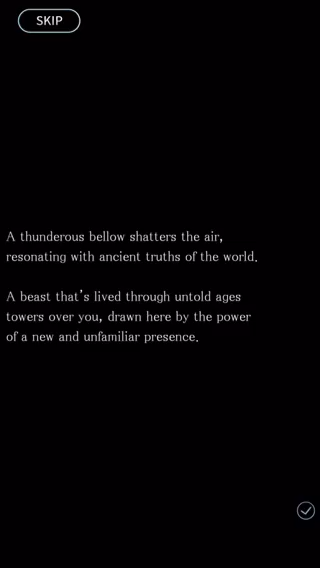 SKIP
A thunderous bellow shatters the air,
resonating with ancient truths of the world.
A beast that's lived through untold ages
towers over you, drawn here by the power
of a new and unfamiliar presence.